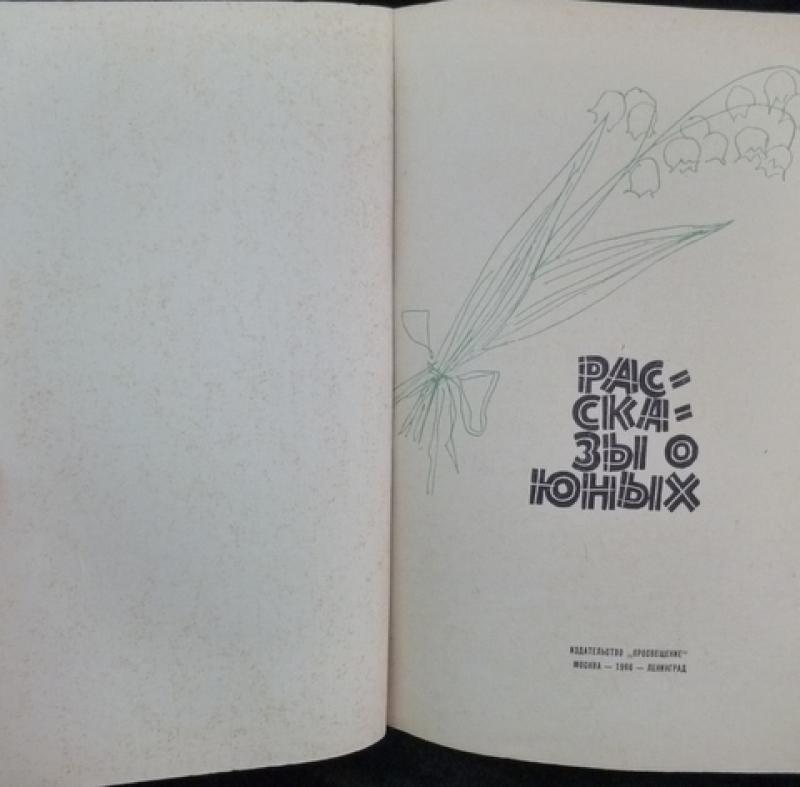 РАС-
СКА-
ЗЫ О
ЮНЫХ
ИЗДАТЕЛЬСТВО „ПРОСВЕЩЕНИЕ"
МОСКВА — 1966 — ЛЕНИНГРАД